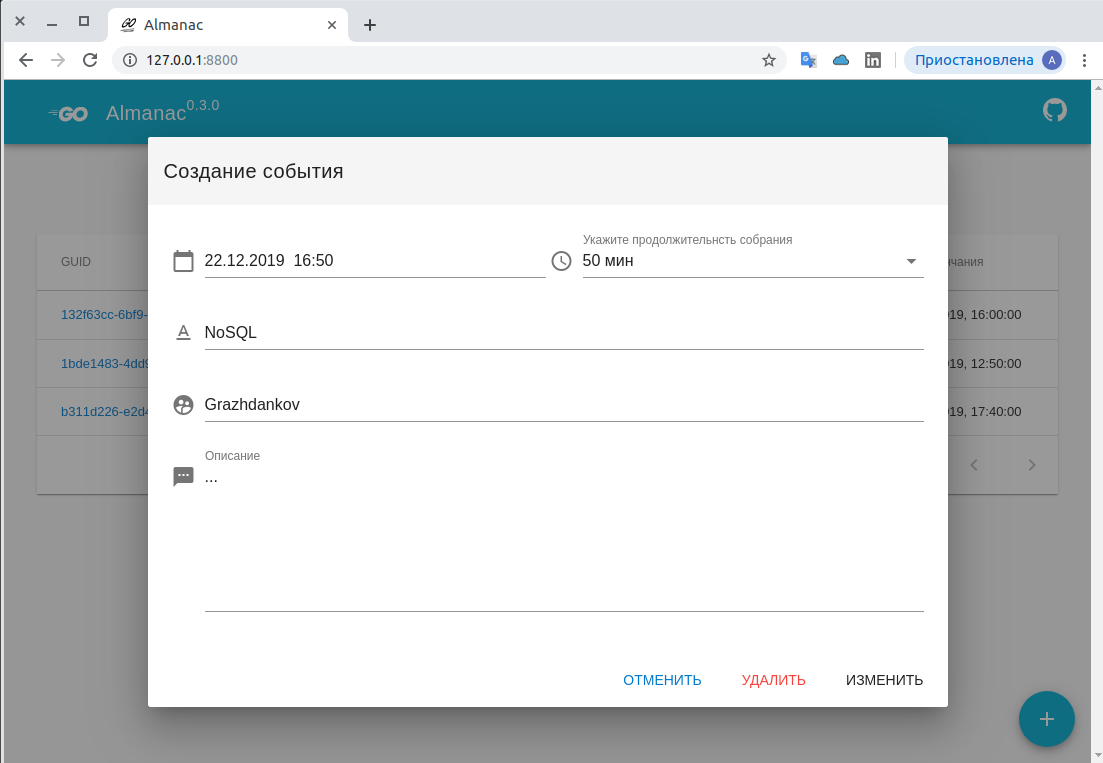 Almanac
127.0.0.1:8800
Приостановлена A
GO Almanac 0.3.0
Создание события
Укажите продолжительнсть собрания
22.12.2019 16:50
50 мин
GUID
чания
132f63cc-6bf9-
19, 16:00:00
NoSQL
1bde1483-4dd9
19, 12:50:00
Grazhdankov
b311d226-e2d4
19, 17:40:00
Описание
...
ОТМЕНИТЬ УДАЛИТЬ ИЗМЕНИТЬ